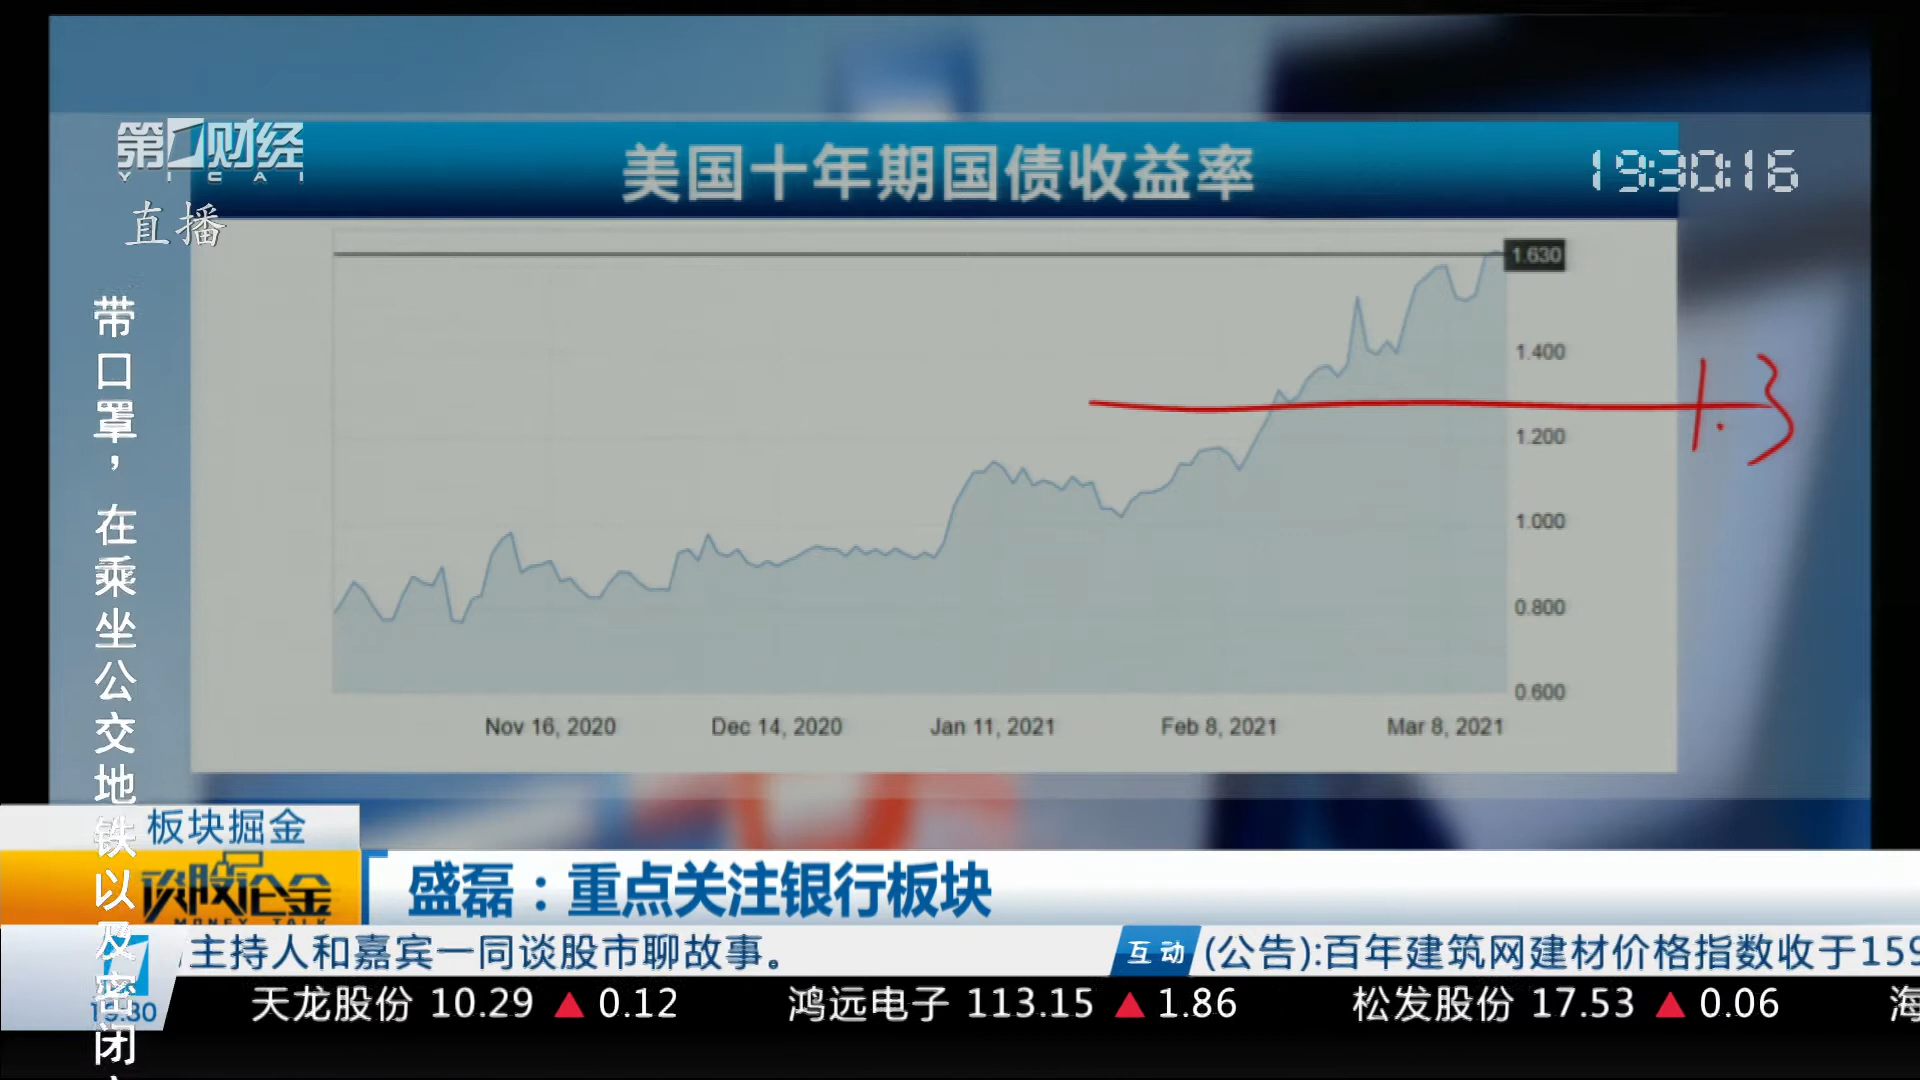 第一财经
YICAI
直播
美国十年期国债收益率
19:30:16
1.630
1.400
1.3
1.200
1.000
0.800
0.600
Nov 16, 2020
Dec 14, 2020
Jan 11, 2021
Feb 8, 2021
Mar 8, 2021
带口罩，在乘坐公交地铁以及密闭
板块掘金
谈股论金
MONEY TALK
盛磊：重点关注银行板块
主持人和嘉宾一同谈股市聊故事。
互动
(公告):百年建筑网建材价格指数收于159
19:30
天龙股份 10.29 ▲ 0.12
鸿远电子 113.15 ▲ 1.86
松发股份 17.53 ▲ 0.06
海